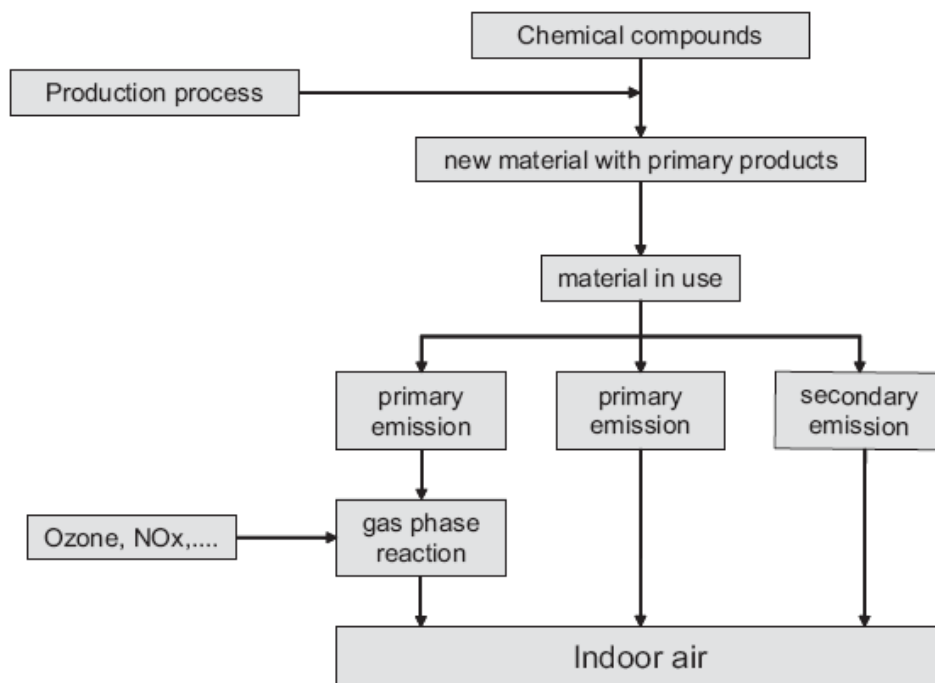 Chemical compounds
Production process
new material with primary products
material in use
primary
emission
primary
emission
secondary
emission
Ozone, NOx,....
gas phase
reaction
Indoor air